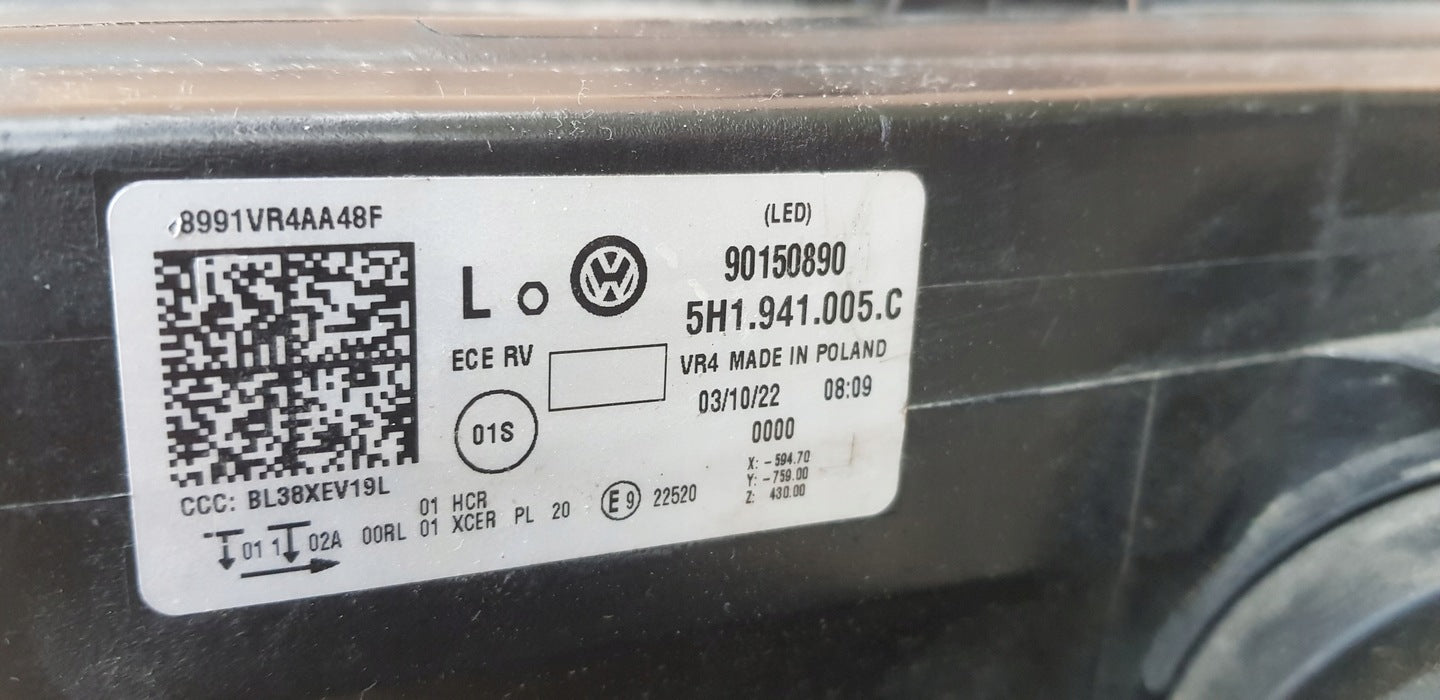 8991VR4AA48F
L
(LED)
90150890
5H1.941.005.C
ECE RV
VR4 MADE IN POLAND
03/10/22 08:09
01S
0000
X: -594.70
Y: -759.00
Z: 430.00
CCC: BL38XEV19L
01 HCR
01 1 02A 00RL 01 XCER PL 20 E9 22520